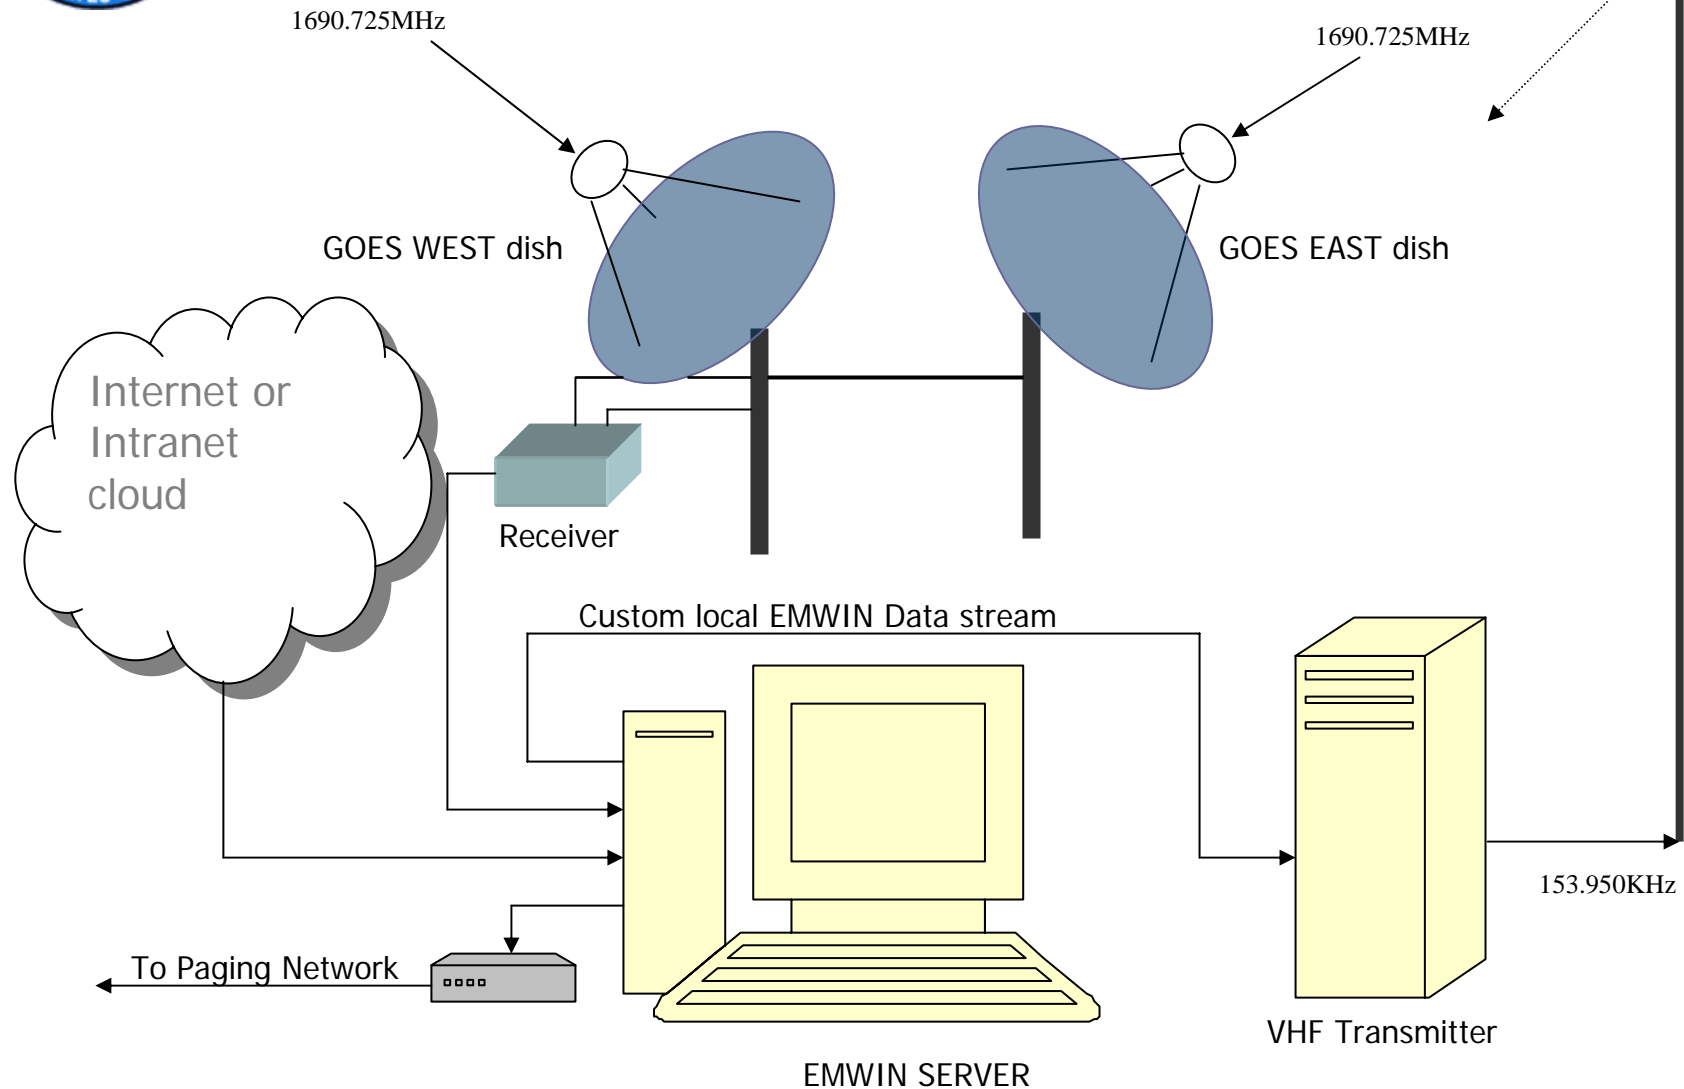 1690.725MHz
1690.725MHz
GOES WEST dish
GOES EAST dish
Internet or
Intranet
cloud
Receiver
Custom local EMWIN Data stream
153.950KHz
To Paging Network
VHF Transmitter
EMWIN SERVER